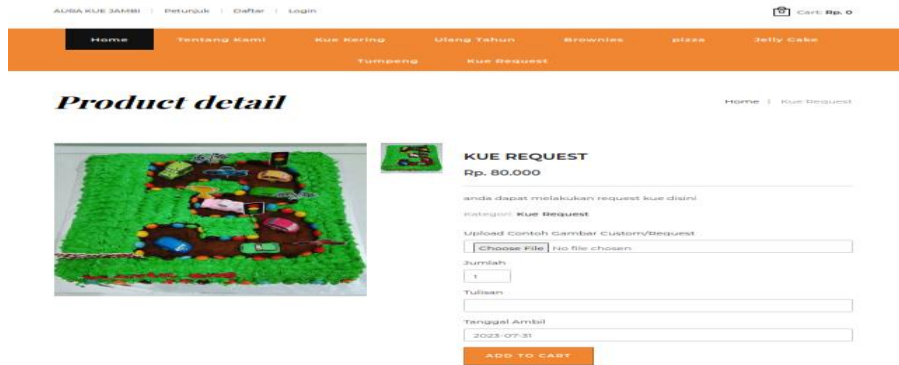 AURA KUE JAMBI | Petunjuk | Daftar | Login
Cart: Rp. 0
Home Tentang Kami Kue Kering Ulang Tahun Brownies pizza Jelly Cake
Tumpeng Kue Request
Product detail
Home | Kue Request
KUE REQUEST
Rp. 80.000
anda dapat melakukan request kue disini
Kategori: Kue Request
Upload Contoh Gambar Custom/Request
Choose File No file chosen
Jumlah
1
Tulisan
Tanggal Ambil
2023-07-31
ADD TO CART